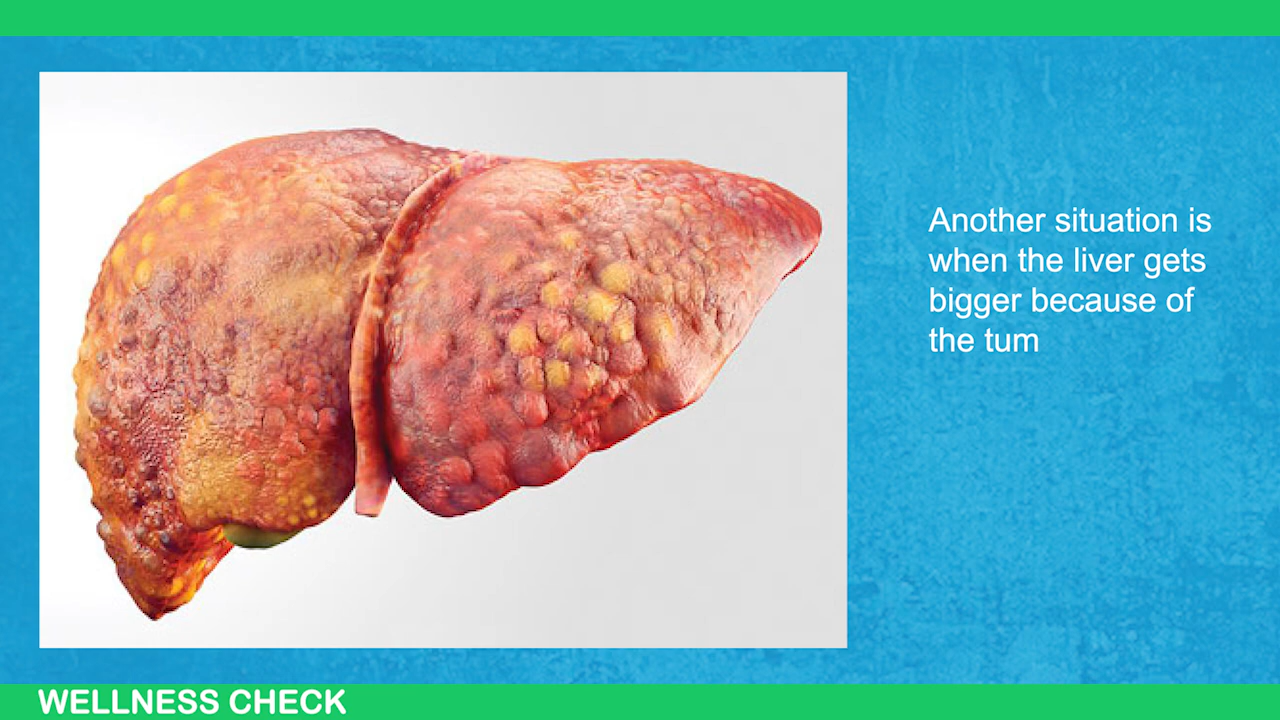 Another situation is
when the liver gets
bigger because of
the tum
WELLNESS CHECK